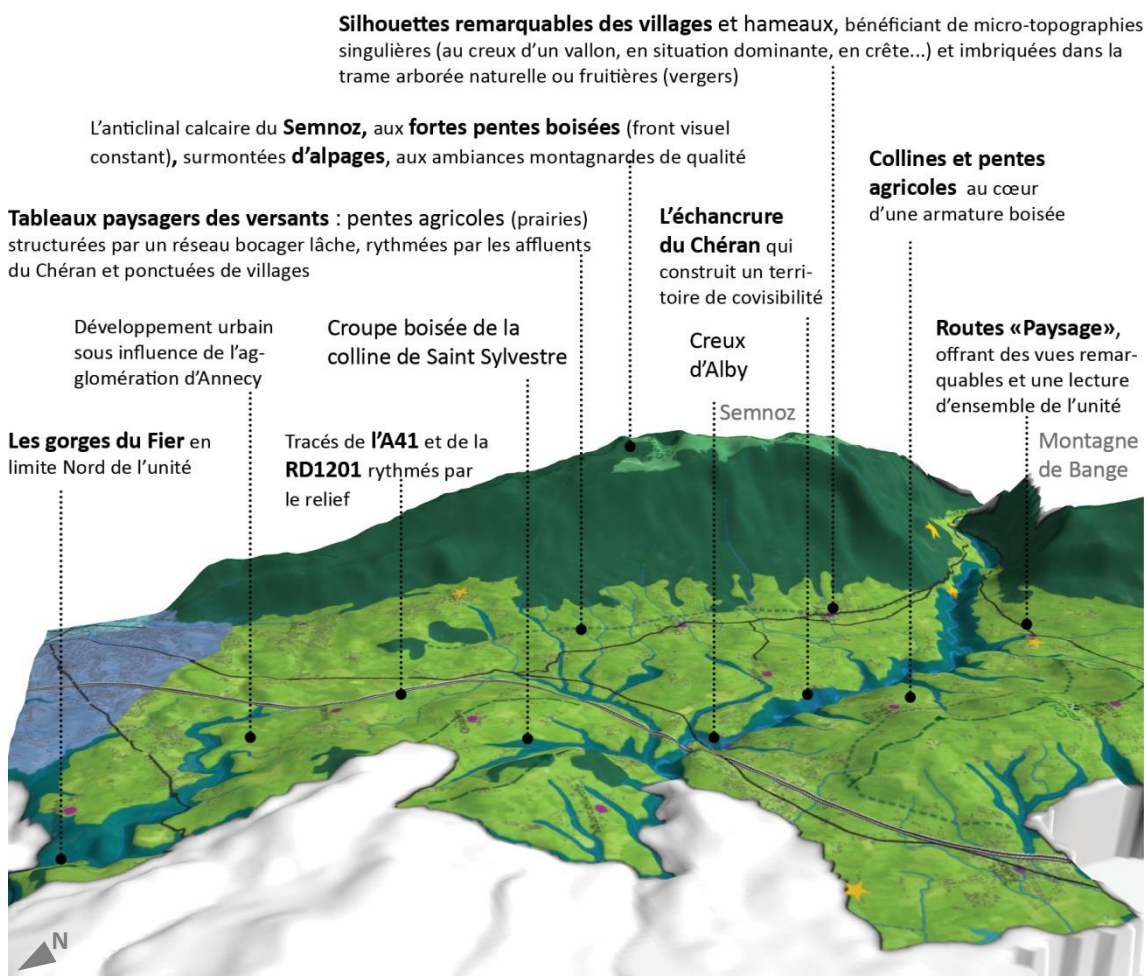 Silhouettes remarquables des villages et hameaux, bénéficiant de micro-topographies
singulières (au creux d'un vallon, en situation dominante, en crête...) et imbriquées dans la
trame arborée naturelle ou fruitières (vergers)
L'anticlinal calcaire du Semnoz, aux fortes pentes boisées (front visuel
constant), surmontées d'alpages, aux ambiances montagnardes de qualité
Collines et pentes
agricoles au cœur
d'une armature boisée
Tableaux paysagers des versants : pentes agricoles (prairies)
structurées par un réseau bocager lâche, rythmées par les affluents
du Chéran et ponctuées de villages
L'échancrure
du Chéran qui
construit un terri-
toire de covisibilité
Développement urbain
sous influence de l'ag-
glomération d'Annecy
Croupe boisée de la
colline de Saint Sylvestre
Creux
d'Alby
Routes «Paysage»,
offrant des vues remar-
quables et une lecture
d'ensemble de l'unité
Semnoz
Les gorges du Fier en
limite Nord de l'unité
Tracés de l'A41 et de la
RD1201 rythmés par
le relief
Montagne
de Bange
N